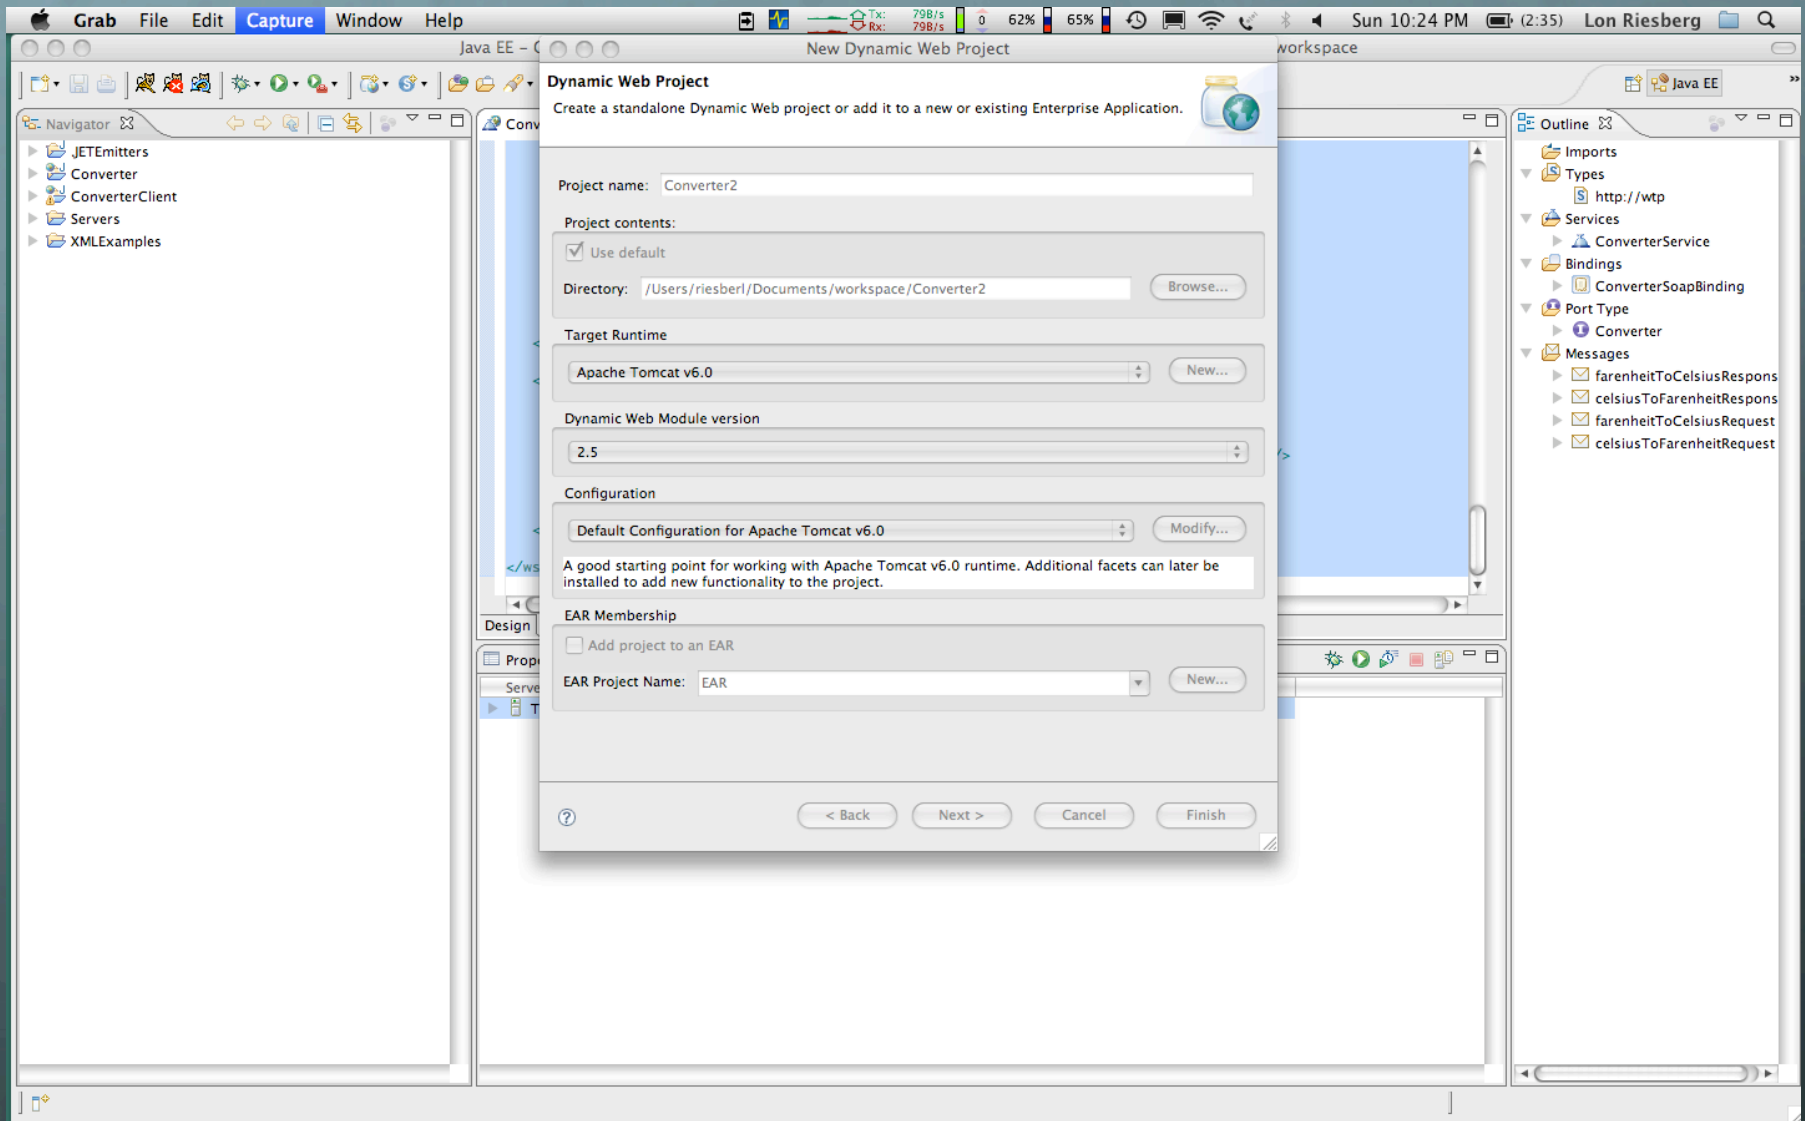 Grab File Edit Capture Window Help
Tx: 79B/s
Rx: 79B/s
0 62% 65% Sun 10:24 PM (2:35) Lon Riesberg
Java EE –
New Dynamic Web Project
workspace
Dynamic Web Project
Create a standalone Dynamic Web project or add it to a new or existing Enterprise Application.
Java EE
»
Navigator
.JETEmitters
Converter
ConverterClient
Servers
XMLExamples
Conv
Project name: Converter2
Project contents:
Use default
Directory: /Users/riesberl/Documents/workspace/Converter2 Browse...
Target Runtime
Apache Tomcat v6.0 New...
Dynamic Web Module version
2.5
/>
Configuration
Default Configuration for Apache Tomcat v6.0 Modify...
A good starting point for working with Apache Tomcat v6.0 runtime. Additional facets can later be
installed to add new functionality to the project.
</ws
EAR Membership
Add project to an EAR
EAR Project Name: EAR New...
< Back Next > Cancel Finish
Design
Prope
Serve
T
Outline
Imports
Types
http://wtp
Services
ConverterService
Bindings
ConverterSoapBinding
Port Type
Converter
Messages
farenheitToCelsiusRespons
celsiusToFarenheitRespons
farenheitToCelsiusRequest
celsiusToFarenheitRequest